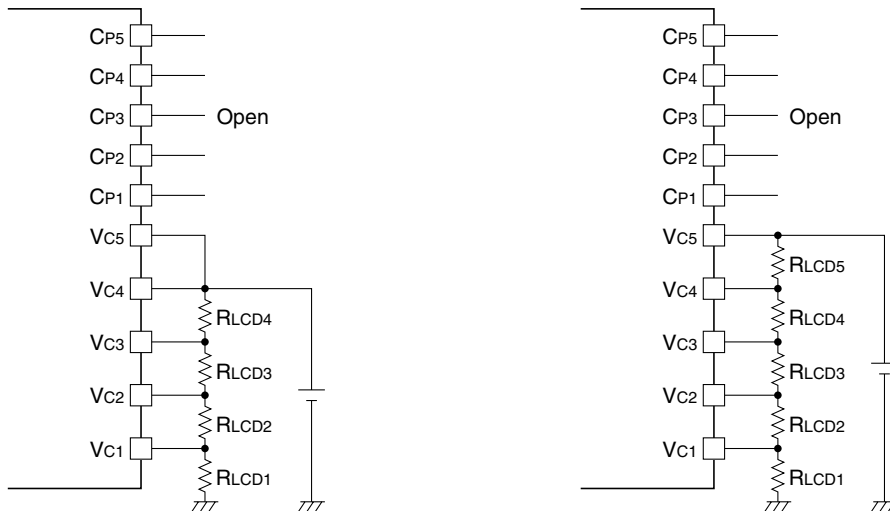 CP5
CP4
CP3 Open
CP2
CP1
VC5
VC4
RLCD4
VC3
RLCD3
VC2
RLCD2
VC1
RLCD1
CP5
CP4
CP3 Open
CP2
CP1
VC5
RLCD5
VC4
RLCD4
VC3
RLCD3
VC2
RLCD2
VC1
RLCD1